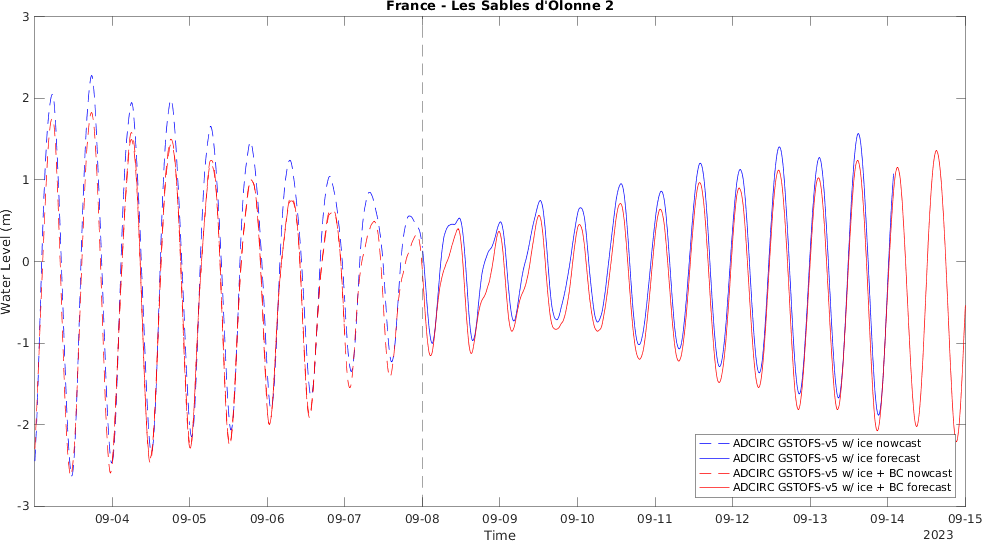 France - Les Sables d'Olonne 2
3
2
1
0
-1
-2
-3
Water Level (m)
ADCIRC GSTOFS-v5 w/ ice nowcast
ADCIRC GSTOFS-v5 w/ ice forecast
ADCIRC GSTOFS-v5 w/ ice + BC nowcast
ADCIRC GSTOFS-v5 w/ ice + BC forecast
09-04 09-05 09-06 09-07 09-08 09-09 09-10 09-11 09-12 09-13 09-14 09-15
Time
2023